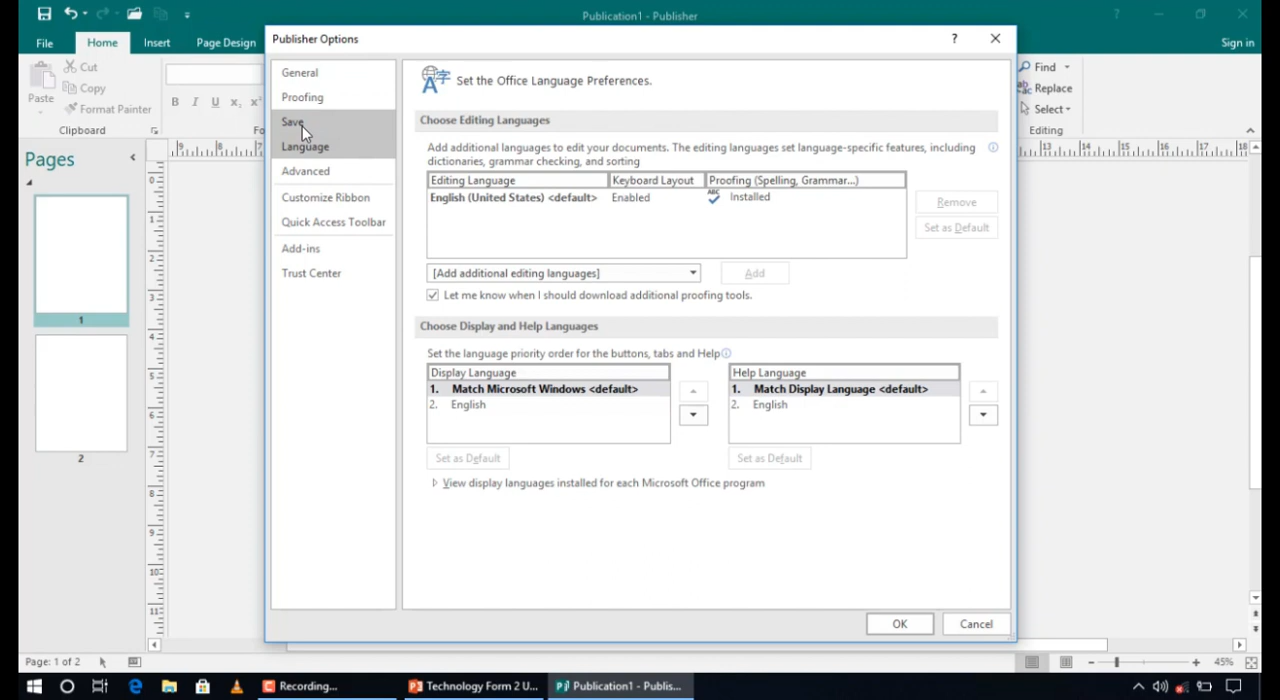 Publication1 - Publisher
Sign in
File
Home
Insert
Page Design
Paste
Cut
Copy
Format Painter
Clipboard
B I U
Find
Replace
Select
Editing
Pages
1
2
Publisher Options
General
Proofing
Save
Language
Advanced
Customize Ribbon
Quick Access Toolbar
Add-ins
Trust Center
Set the Office Language Preferences.
Choose Editing Languages
Add additional languages to edit your documents. The editing languages set language-specific features, including
dictionaries, grammar checking, and sorting
Editing Language Keyboard Layout Proofing (Spelling, Grammar...)
English (United States) <default> Enabled Installed
Remove
Set as Default
[Add additional editing languages] Add
Let me know when I should download additional proofing tools.
Choose Display and Help Languages
Set the language priority order for the buttons, tabs and Help
Display Language
1. Match Microsoft Windows <default>
2. English
Set as Default
Help Language
1. Match Display Language <default>
2. English
Set as Default
View display languages installed for each Microsoft Office program
OK Cancel
Page: 1 of 2
45%
Recording...
Technology Form 2 U...
Publication1 - Publis...